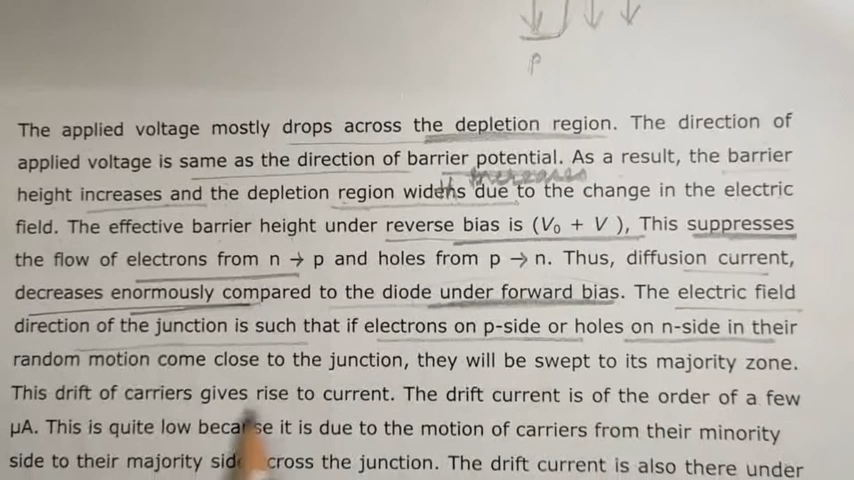 p
The applied voltage mostly drops across the depletion region. The direction of
applied voltage is same as the direction of barrier potential. As a result, the barrier
increases
height increases and the depletion region widens due to the change in the electric
field. The effective barrier height under reverse bias is (V₀ + V ), This suppresses
the flow of electrons from n → p and holes from p → n. Thus, diffusion current,
decreases enormously compared to the diode under forward bias. The electric field
direction of the junction is such that if electrons on p-side or holes on n-side in their
random motion come close to the junction, they will be swept to its majority zone.
This drift of carriers gives rise to current. The drift current is of the order of a few
μA. This is quite low because it is due to the motion of carriers from their minority
side to their majority side across the junction. The drift current is also there under